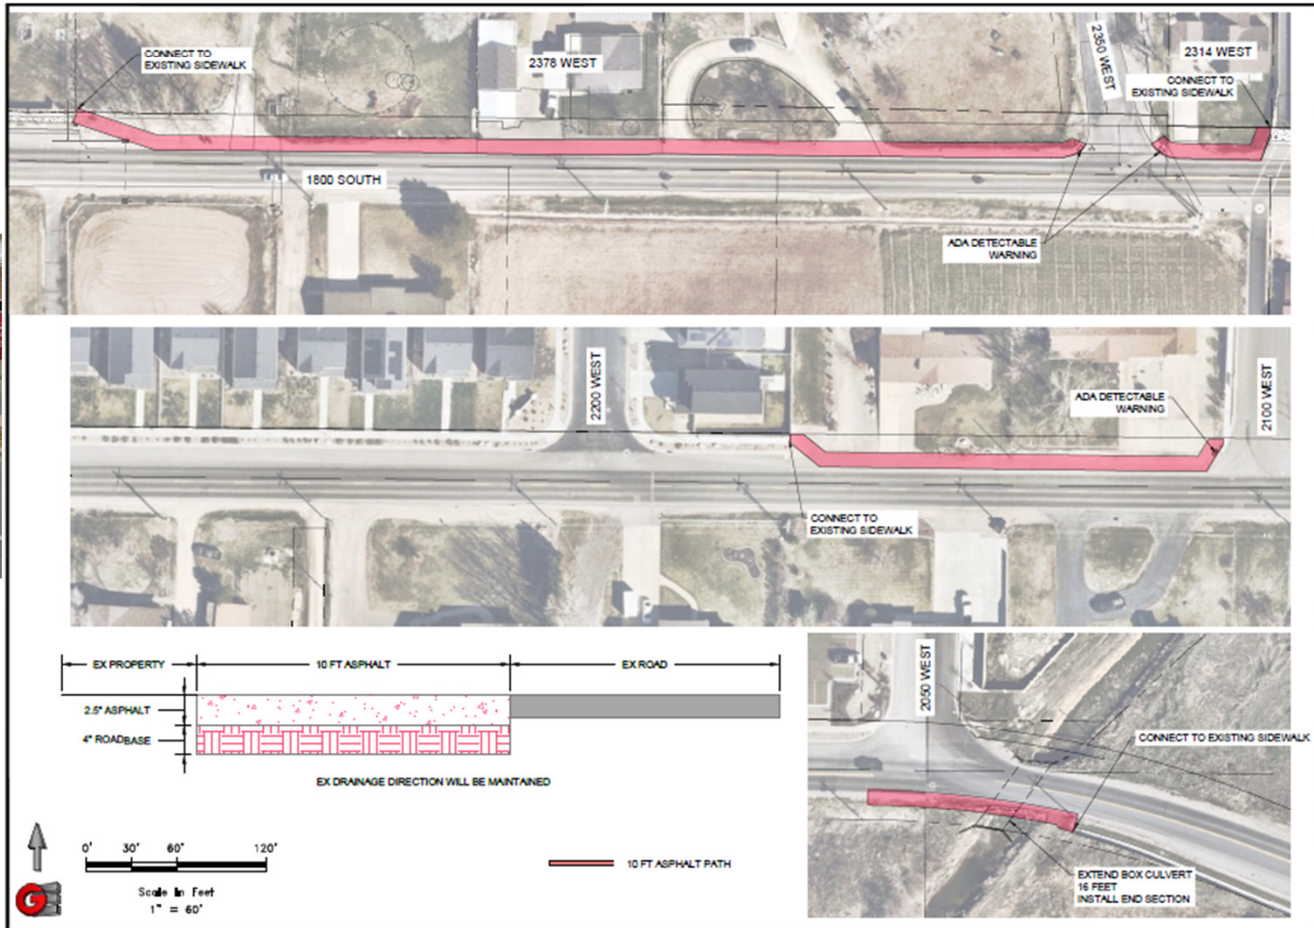 CONNECT TO
EXISTING SIDEWALK
2378 WEST
2350 WEST
2314 WEST
CONNECT TO
EXISTING SIDEWALK
1800 SOUTH
ADA DETECTABLE
WARNING
2200 WEST
ADA DETECTABLE
WARNING
2100 WEST
CONNECT TO
EXISTING SIDEWALK
EX PROPERTY
10 FT ASPHALT
EX ROAD
2.5" ASPHALT
4" ROADBASE
EX DRAINAGE DIRECTION WILL BE MAINTAINED
2050 WEST
CONNECT TO EXISTING SIDEWALK
EXTEND BOX CULVERT
16 FEET
INSTALL END SECTION
0' 30' 60' 120'
Scale In Feet
1" = 60'
10 FT ASPHALT PATH
G